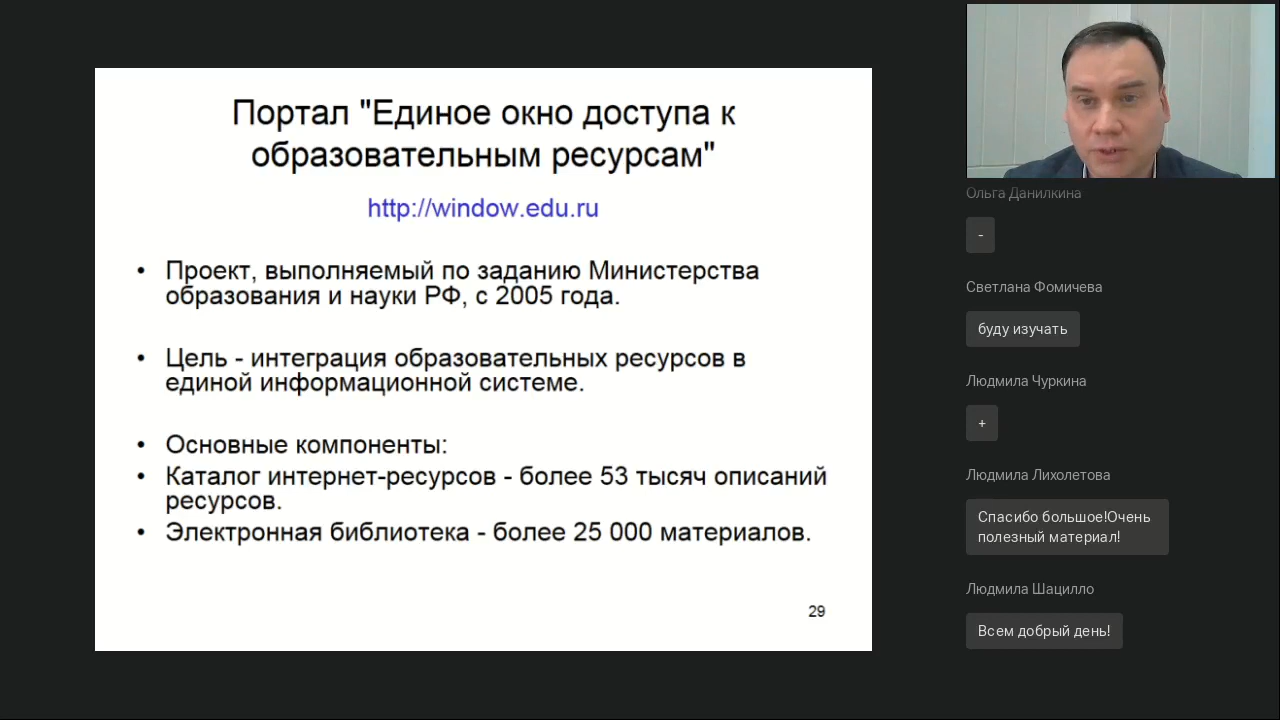 Портал "Единое окно доступа к
образовательным ресурсам"
http://window.edu.ru
• Проект, выполняемый по заданию Министерства
образования и науки РФ, с 2005 года.
• Цель - интеграция образовательных ресурсов в
единой информационной системе.
• Основные компоненты:
• Каталог интернет-ресурсов - более 53 тысяч описаний
ресурсов.
• Электронная библиотека - более 25 000 материалов.
29
Ольга Данилкина
-
Светлана Фомичева
буду изучать
Людмила Чуркина
+
Людмила Лихолетова
Спасибо большое!Очень
полезный материал!
Людмила Шацилло
Всем добрый день!